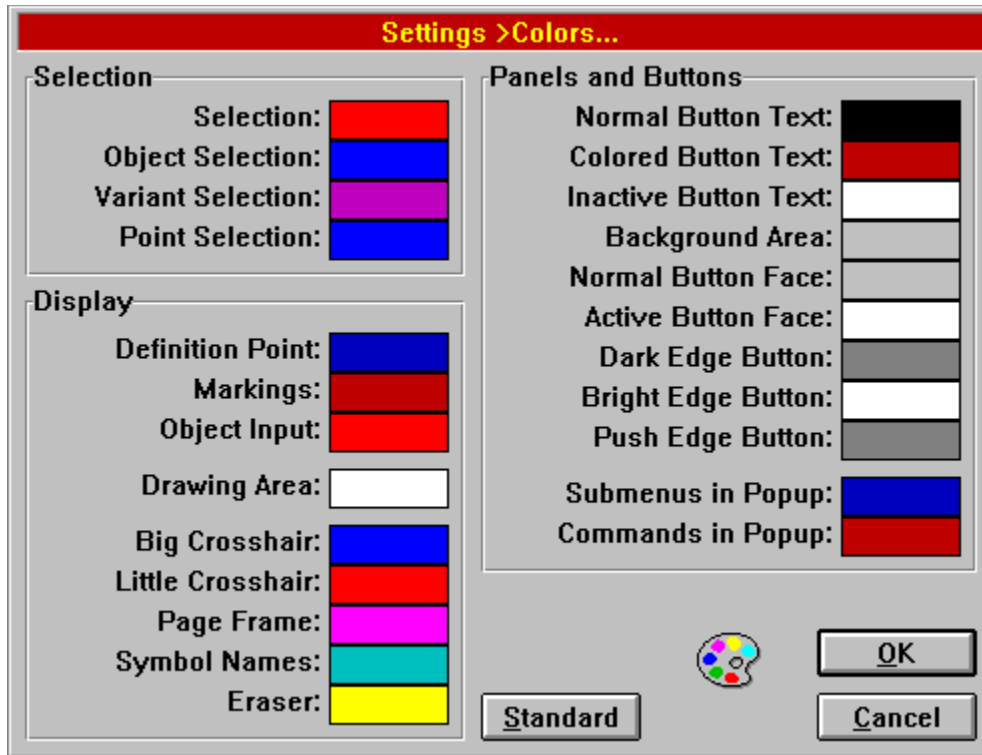 Settings >Colors...
Selection
Selection:
Object Selection:
Variant Selection:
Point Selection:
Display
Definition Point:
Markings:
Object Input:
Drawing Area:
Big Crosshair:
Little Crosshair:
Page Frame:
Symbol Names:
Eraser:
Panels and Buttons
Normal Button Text:
Colored Button Text:
Inactive Button Text:
Background Area:
Normal Button Face:
Active Button Face:
Dark Edge Button:
Bright Edge Button:
Push Edge Button:
Submenus in Popup:
Commands in Popup:
OK
Standard
Cancel